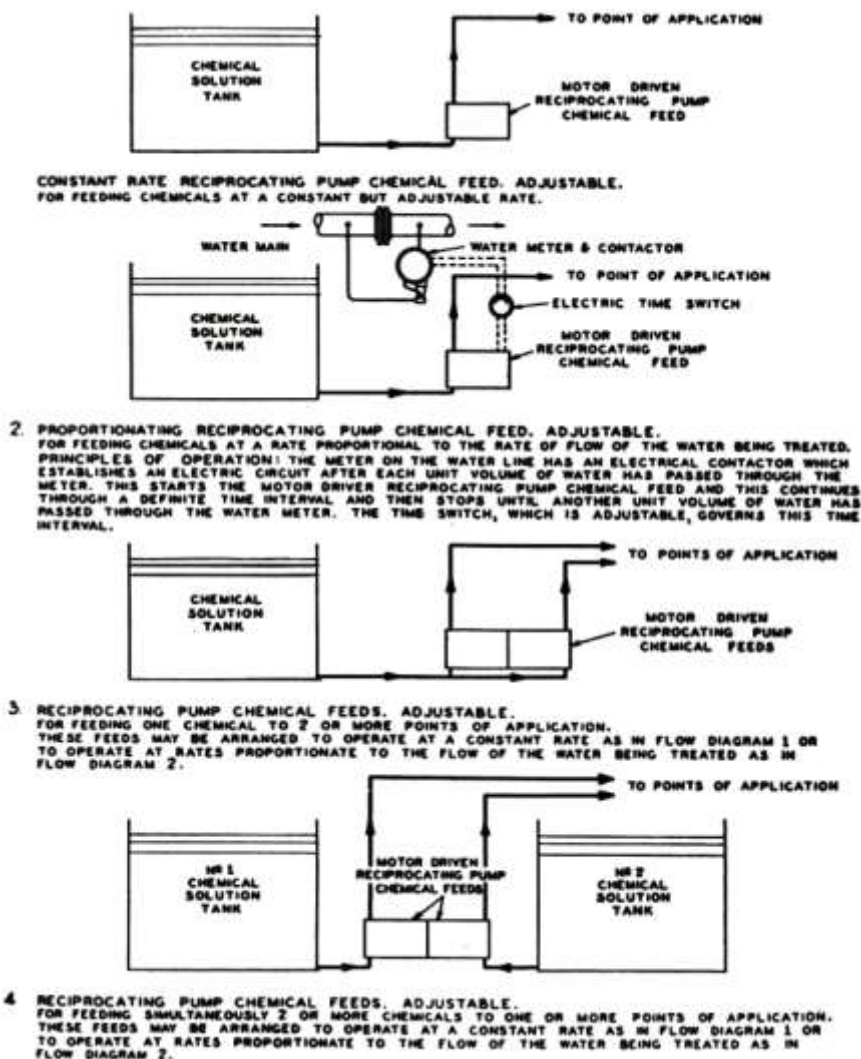 TO POINT OF APPLICATION
CHEMICAL
SOLUTION
TANK
MOTOR DRIVEN
RECIPROCATING PUMP
CHEMICAL FEED
CONSTANT RATE RECIPROCATING PUMP CHEMICAL FEED. ADJUSTABLE.
FOR FEEDING CHEMICALS AT A CONSTANT BUT ADJUSTABLE RATE.
WATER MAIN
WATER METER & CONTACTOR
TO POINT OF APPLICATION
ELECTRIC TIME SWITCH
CHEMICAL
SOLUTION
TANK
MOTOR DRIVEN
RECIPROCATING PUMP
CHEMICAL FEED
2. PROPORTIONATING RECIPROCATING PUMP CHEMICAL FEED. ADJUSTABLE.
FOR FEEDING CHEMICALS AT A RATE PROPORTIONAL TO THE RATE OF FLOW OF THE WATER BEING TREATED.
PRINCIPLES OF OPERATION: THE METER ON THE WATER LINE HAS AN ELECTRICAL CONTACTOR WHICH
ESTABLISHES AN ELECTRIC CIRCUIT AFTER EACH UNIT VOLUME OF WATER HAS PASSED THROUGH THE
METER. THIS STARTS THE MOTOR DRIVER RECIPROCATING PUMP CHEMICAL FEED AND THIS CONTINUES
THROUGH A DEFINITE TIME INTERVAL AND THEN STOPS UNTIL ANOTHER UNIT VOLUME OF WATER HAS
PASSED THROUGH THE WATER METER. THE TIME SWITCH, WHICH IS ADJUSTABLE, GOVERNS THIS TIME
INTERVAL.
TO POINTS OF APPLICATION
CHEMICAL
SOLUTION
TANK
MOTOR DRIVEN
RECIPROCATING PUMP
CHEMICAL FEEDS
3. RECIPROCATING PUMP CHEMICAL FEEDS. ADJUSTABLE.
FOR FEEDING ONE CHEMICAL TO 2 OR MORE POINTS OF APPLICATION.
THESE FEEDS MAY BE ARRANGED TO OPERATE AT A CONSTANT RATE AS IN FLOW DIAGRAM 1 OR
TO OPERATE AT RATES PROPORTIONATE TO THE FLOW OF THE WATER BEING TREATED AS IN
FLOW DIAGRAM 2.
TO POINTS OF APPLICATION
Nº 1
CHEMICAL
SOLUTION
TANK
MOTOR DRIVEN
RECIPROCATING PUMP
CHEMICAL FEEDS
Nº 2
CHEMICAL
SOLUTION
TANK
4 RECIPROCATING PUMP CHEMICAL FEEDS. ADJUSTABLE.
FOR FEEDING SIMULTANEOUSLY 2 OR MORE CHEMICALS TO ONE OR MORE POINTS OF APPLICATION.
THESE FEEDS MAY BE ARRANGED TO OPERATE AT A CONSTANT RATE AS IN FLOW DIAGRAM 1 OR
TO OPERATE AT RATES PROPORTIONATE TO THE FLOW OF THE WATER BEING TREATED AS IN
FLOW DIAGRAM 2.